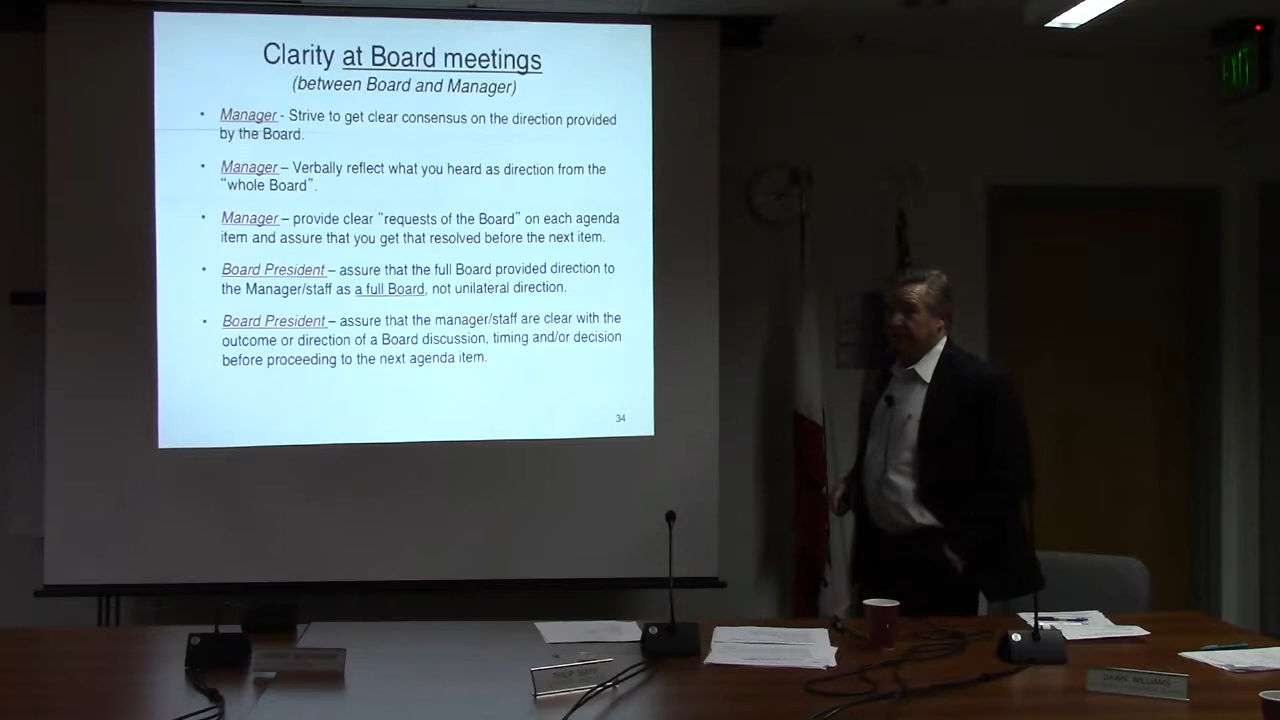 Clarity at Board meetings
(between Board and Manager)
• Manager - Strive to get clear consensus on the direction provided
by the Board.
• Manager – Verbally reflect what you heard as direction from the
“whole Board”.
• Manager – provide clear “requests of the Board” on each agenda
item and assure that you get that resolved before the next item.
• Board President – assure that the full Board provided direction to
the Manager/staff as a full Board, not unilateral direction.
• Board President – assure that the manager/staff are clear with the
outcome or direction of a Board discussion, timing and/or decision
before proceeding to the next agenda item.
34
EXIT
PHILIP
DAWN WILLIAMS